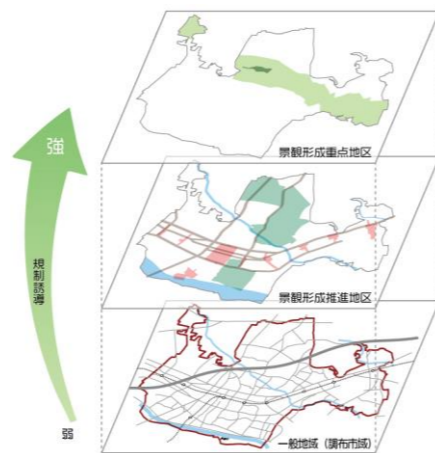 景観形成重点地区
強
規制誘導
景観形成推進地区
弱
一般地域（調布市域）